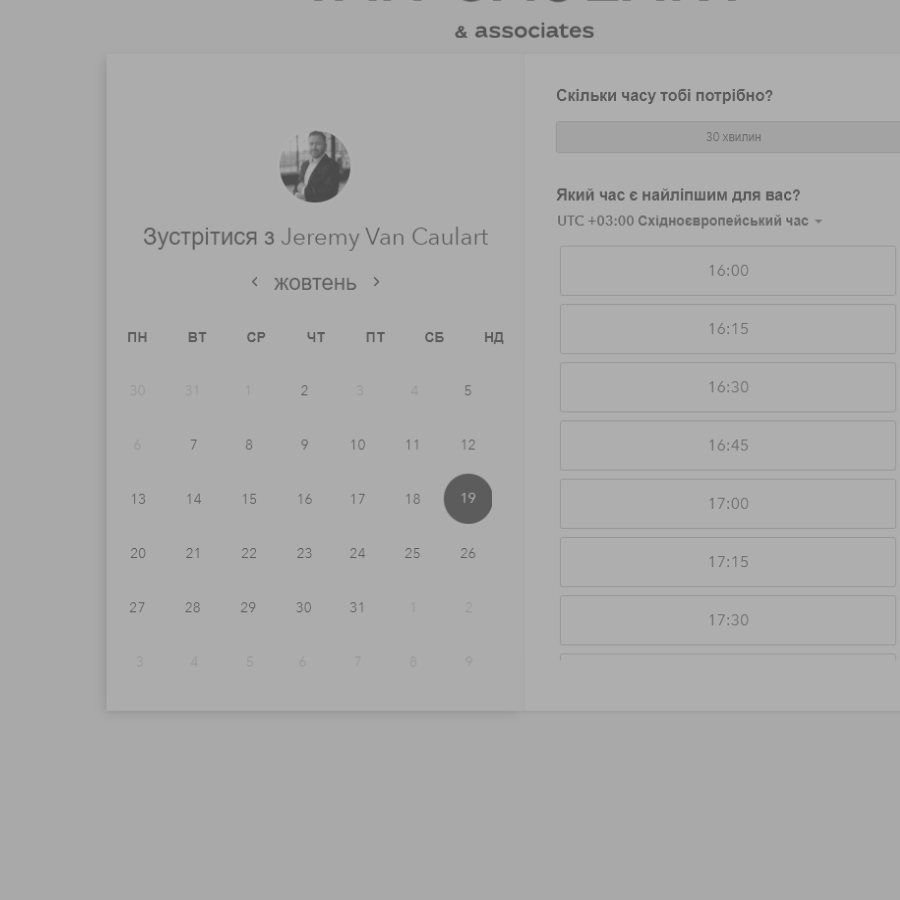 & associates
Зустрітися з Jeremy Van Caulart
жовтень
ПН ВТ СР ЧТ ПТ СБ НД
30 31 1 2 3 4 5
6 7 8 9 10 11 12
13 14 15 16 17 18 19
20 21 22 23 24 25 26
27 28 29 30 31 1 2
3 4 5 6 7 8 9
Скільки часу тобі потрібно?
30 хвилин
Який час є найліпшим для вас?
UTC +03:00 Східноєвропейський час
16:00
16:15
16:30
16:45
17:00
17:15
17:30